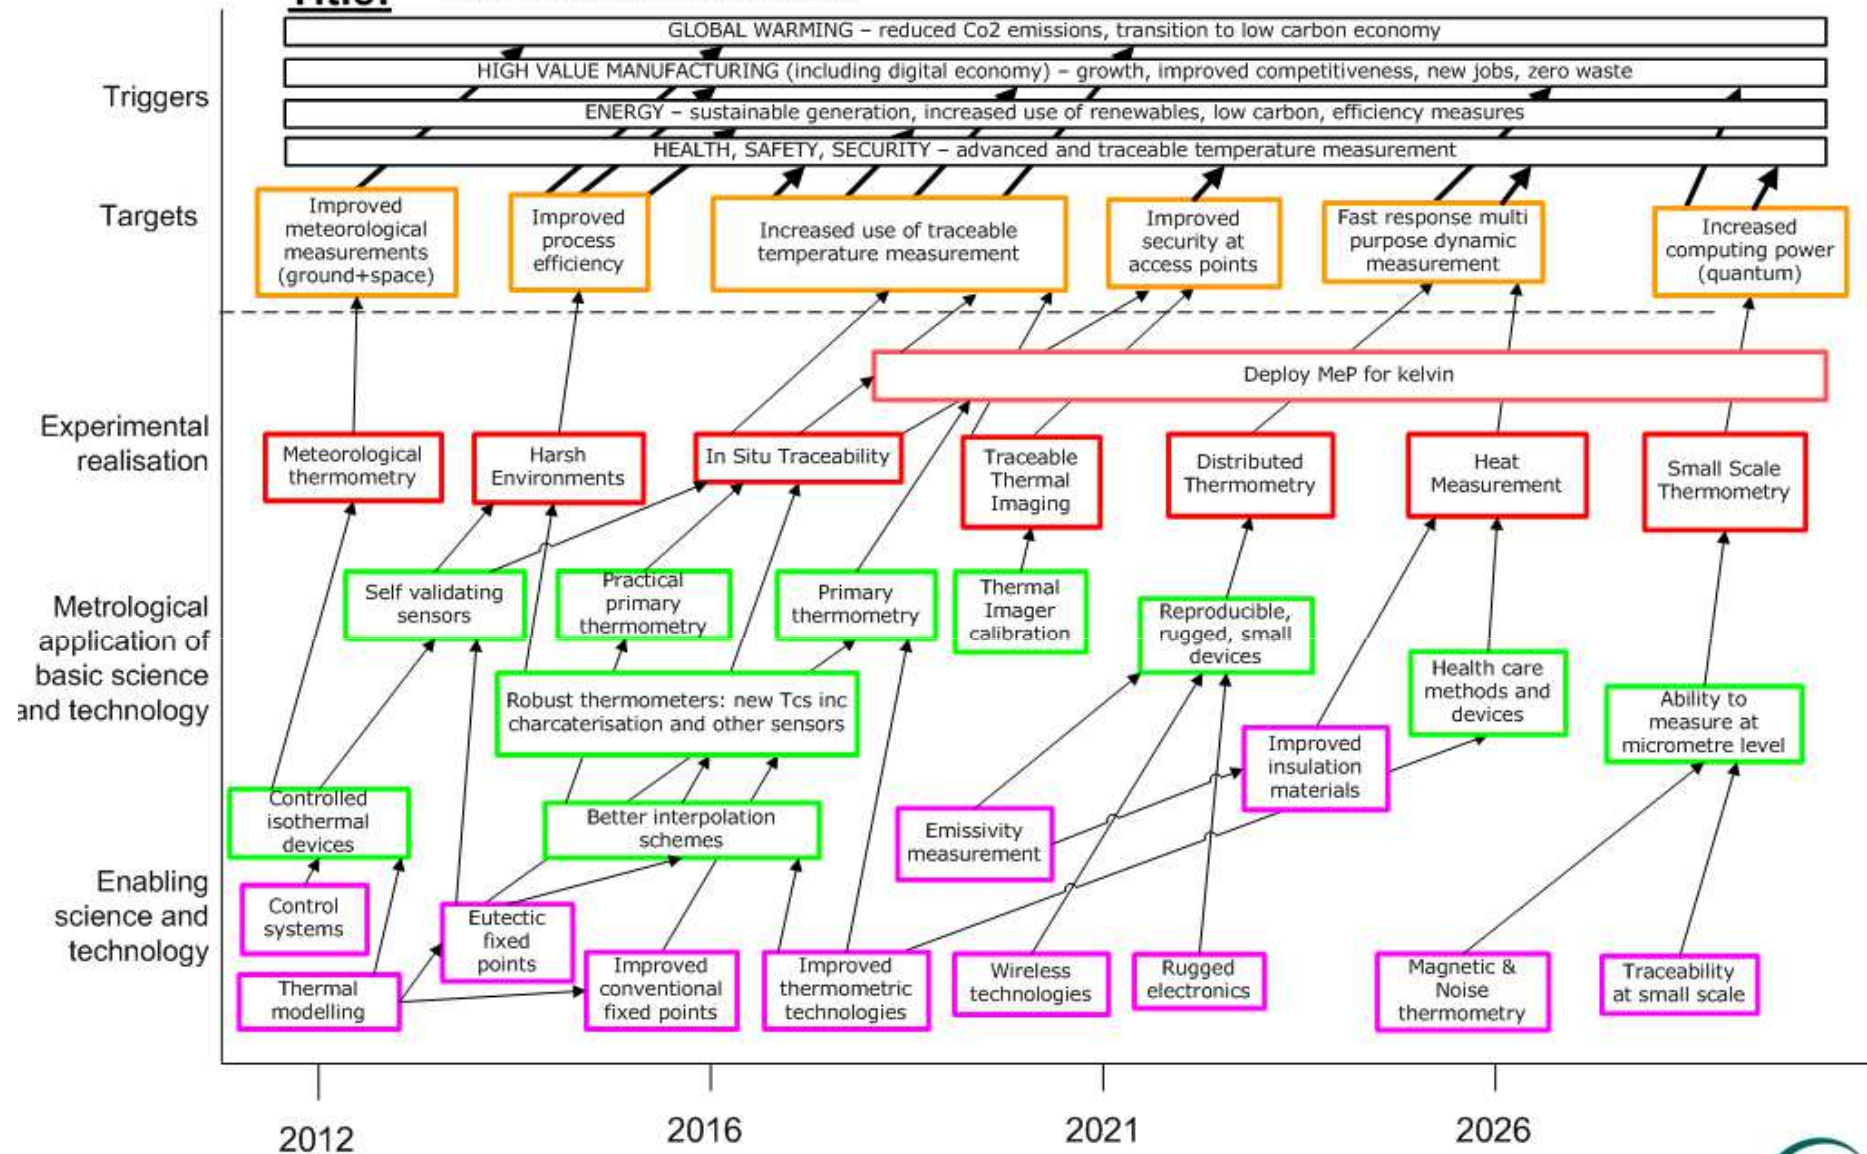 Title:
GLOBAL WARMING – reduced Co2 emissions, transition to low carbon economy
HIGH VALUE MANUFACTURING (including digital economy) – growth, improved competitiveness, new jobs, zero waste
Triggers
ENERGY – sustainable generation, increased use of renewables, low carbon, efficiency measures
HEALTH, SAFETY, SECURITY – advanced and traceable temperature measurement
Targets
Improved
meteorological
measurements
(ground+space)
Improved
process
efficiency
Increased use of traceable
temperature measurement
Improved
security at
access points
Fast response multi
purpose dynamic
measurement
Increased
computing power
(quantum)
Deploy MeP for kelvin
Experimental
realisation
Meteorological
thermometry
Harsh
Environments
In Situ Traceability
Traceable
Thermal
Imaging
Distributed
Thermometry
Heat
Measurement
Small Scale
Thermometry
Metrological
application of
basic science
and technology
Self validating
sensors
Practical
primary
thermometry
Primary
thermometry
Thermal
Imager
calibration
Reproducible,
rugged, small
devices
Robust thermometers: new Tcs inc
charcaterisation and other sensors
Health care
methods and
devices
Ability to
measure at
micrometre level
Improved
insulation
materials
Controlled
isothermal
devices
Better interpolation
schemes
Emissivity
measurement
Enabling
science and
technology
Control
systems
Eutectic
fixed
points
Thermal
modelling
Improved
conventional
fixed points
Improved
thermometric
technologies
Wireless
technologies
Rugged
electronics
Magnetic &
Noise
thermometry
Traceability
at small scale
2012
2016
2021
2026